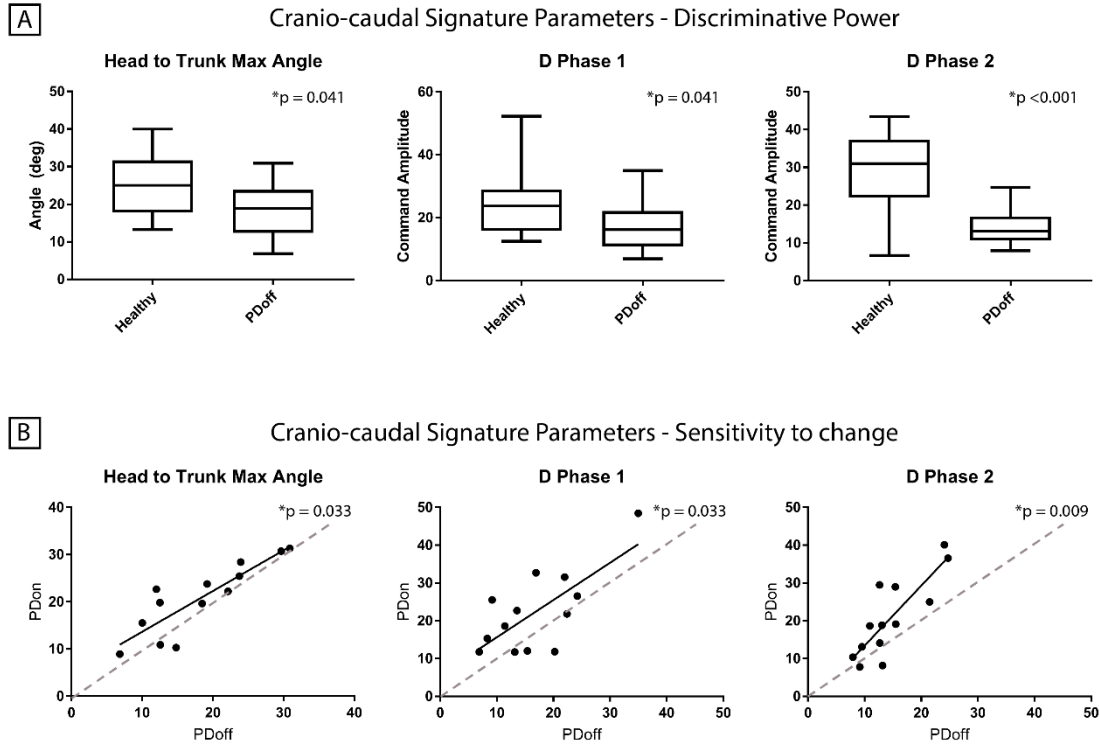 A
Cranio-caudal Signature Parameters - Discriminative Power
Head to Trunk Max Angle
*p = 0.041
Angle (deg)
50
40
30
20
10
0
Healthy
PDoff
D Phase 1
*p = 0.041
Command Amplitude
60
40
20
0
Healthy
PDoff
D Phase 2
*p <0.001
Command Amplitude
50
40
30
20
10
0
Healthy
PDoff
B
Cranio-caudal Signature Parameters - Sensitivity to change
Head to Trunk Max Angle
*p = 0.033
PDon
40
30
20
10
0
0 10 20 30 40
PDoff
D Phase 1
*p = 0.033
PDon
50
40
30
20
10
0
0 10 20 30 40 50
PDoff
D Phase 2
*p = 0.009
PDon
50
40
30
20
10
0
0 10 20 30 40 50
PDoff